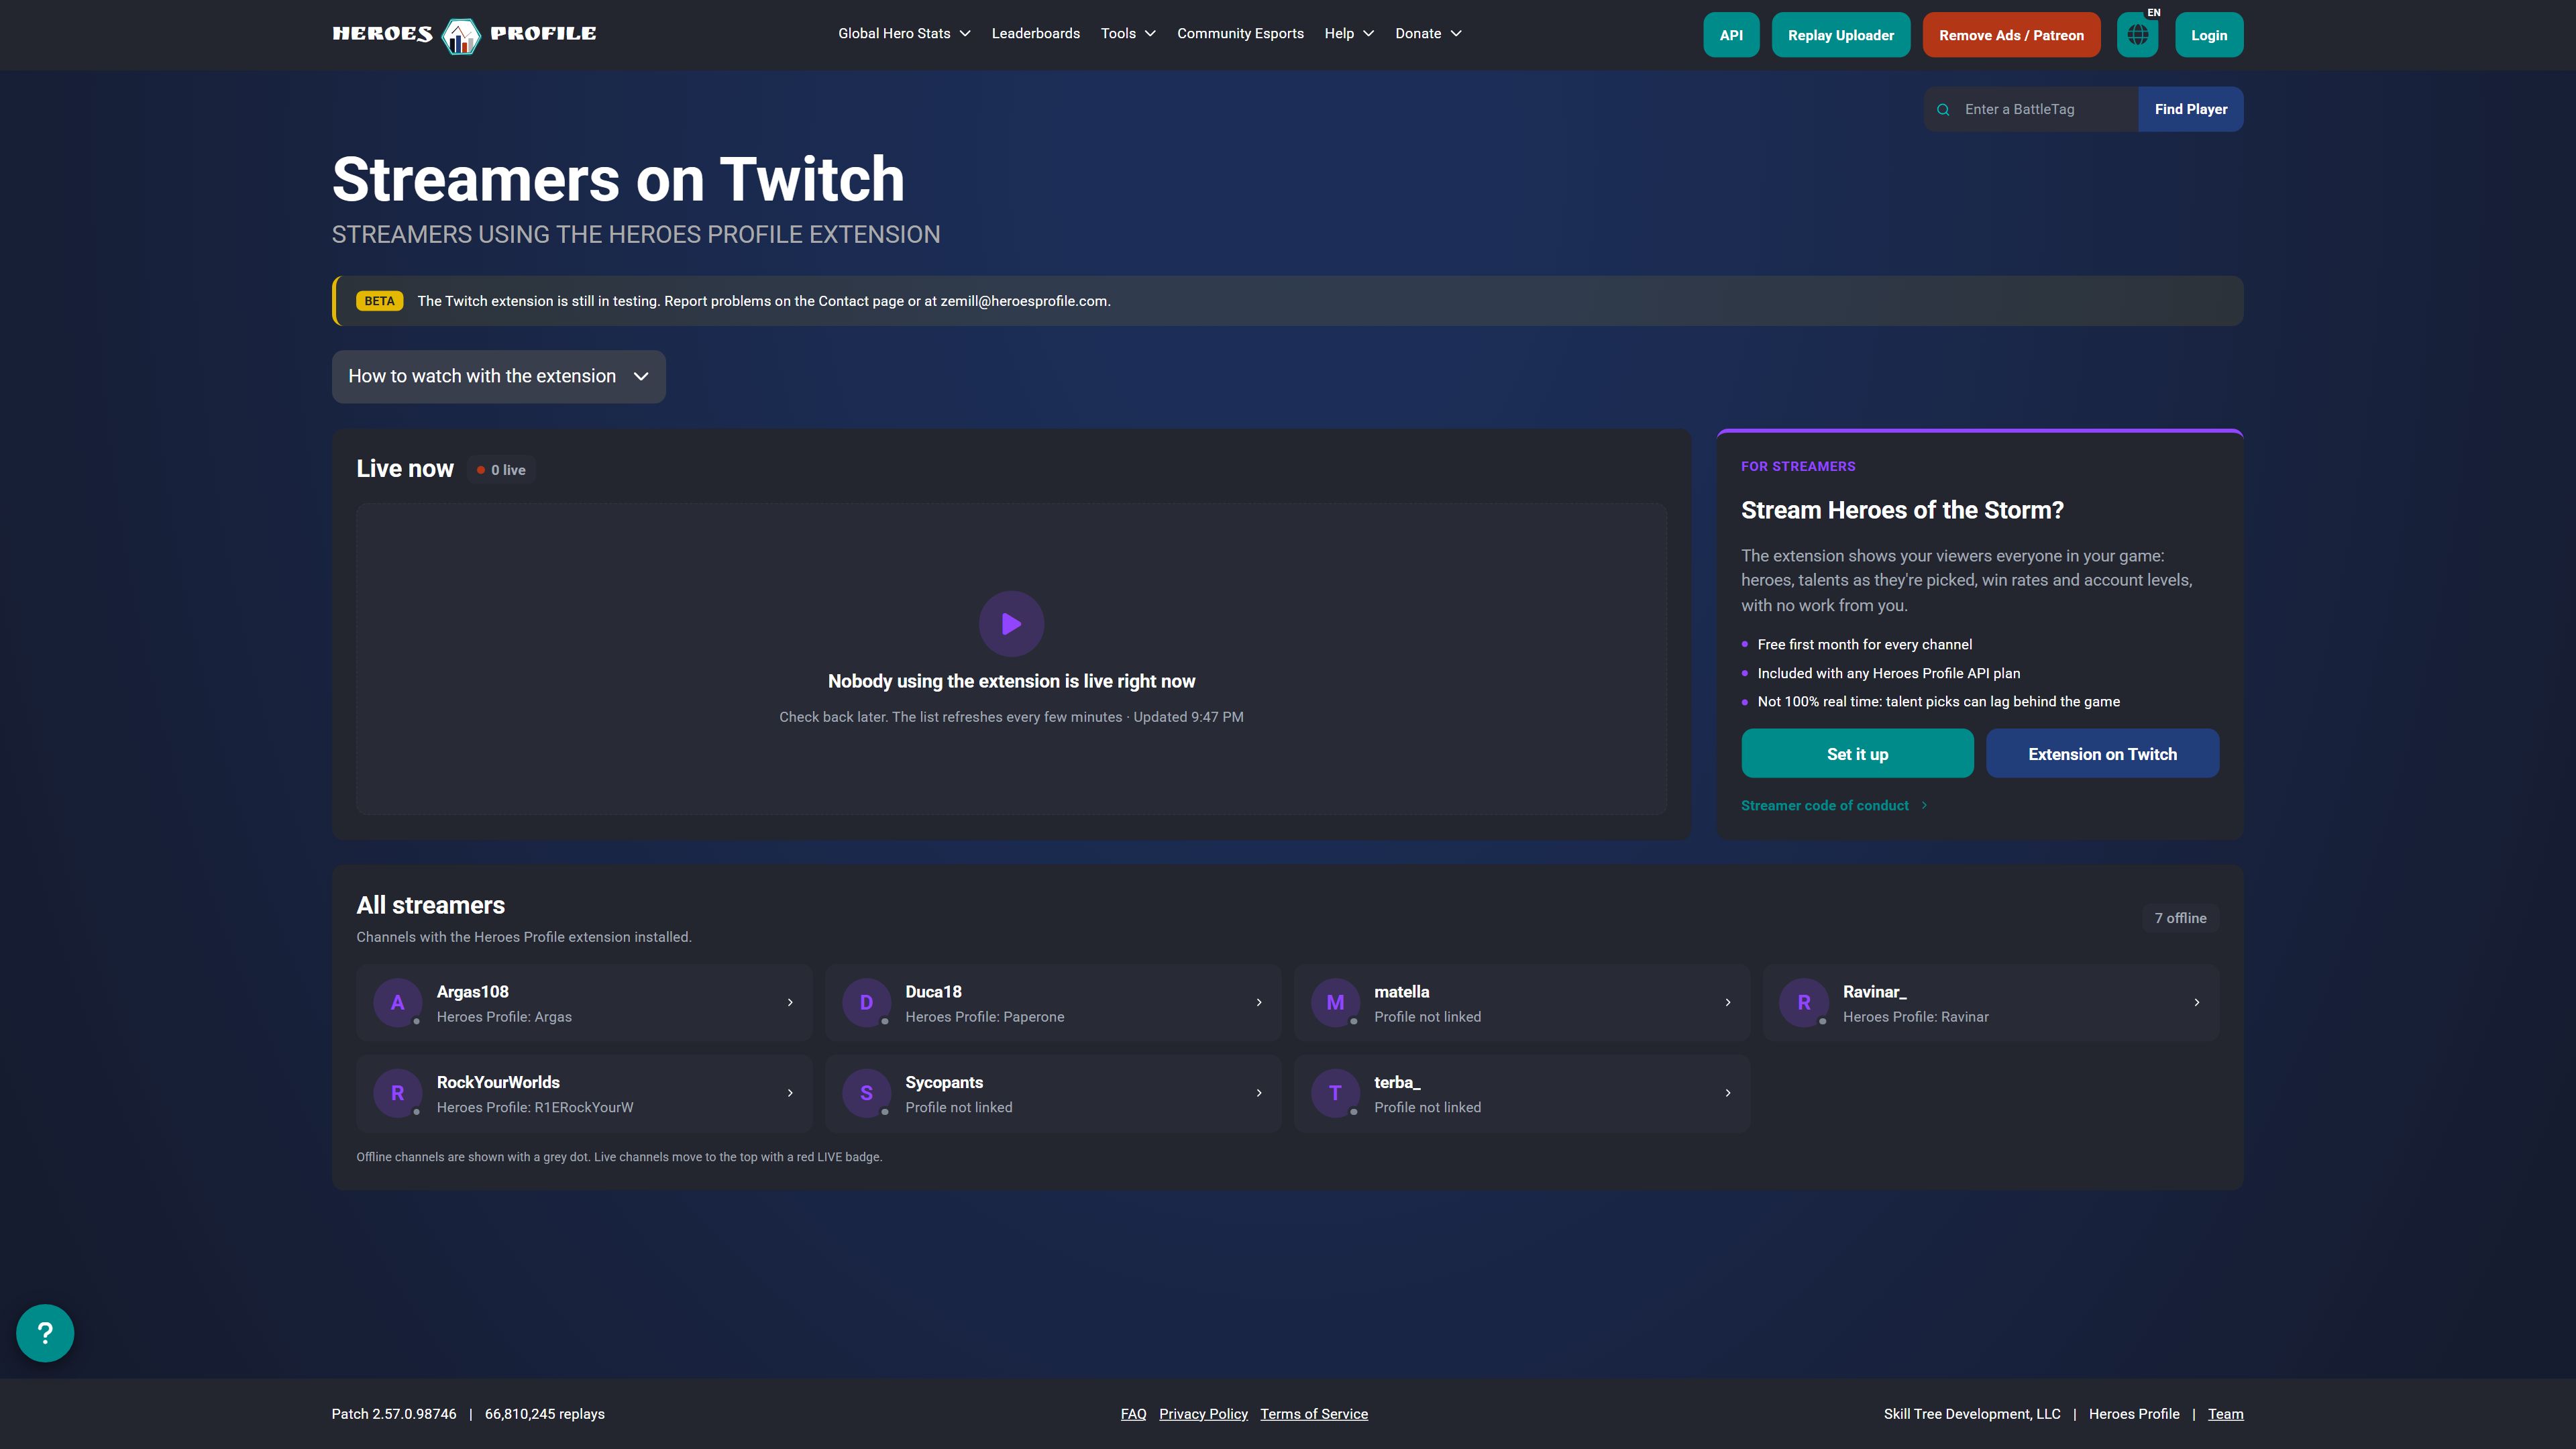 HEROES PROFILE
Global Hero Stats
Leaderboards
Tools
Community Esports
Help
Donate
API
Replay Uploader
Remove Ads / Patreon
EN
Login
Enter a BattleTag
Find Player
Streamers on Twitch
STREAMERS USING THE HEROES PROFILE EXTENSION
BETA The Twitch extension is still in testing. Report problems on the Contact page or at zemill@heroesprofile.com.
How to watch with the extension
Live now
0 live
Nobody using the extension is live right now
Check back later. The list refreshes every few minutes · Updated 9:47 PM
FOR STREAMERS
Stream Heroes of the Storm?
The extension shows your viewers everyone in your game:
heroes, talents as they're picked, win rates and account levels,
with no work from you.
Free first month for every channel
Included with any Heroes Profile API plan
Not 100% real time: talent picks can lag behind the game
Set it up
Extension on Twitch
Streamer code of conduct
All streamers
Channels with the Heroes Profile extension installed.
7 offline
A
Argas108
Heroes Profile: Argas
D
Duca18
Heroes Profile: Paperone
M
matella
Profile not linked
R
Ravinar_
Heroes Profile: Ravinar
R
RockYourWorlds
Heroes Profile: R1ERockYourW
S
Sycopants
Profile not linked
T
terba_
Profile not linked
Offline channels are shown with a grey dot. Live channels move to the top with a red LIVE badge.
?
Patch 2.57.0.98746 | 66,810,245 replays
FAQ Privacy Policy Terms of Service
Skill Tree Development, LLC | Heroes Profile | Team